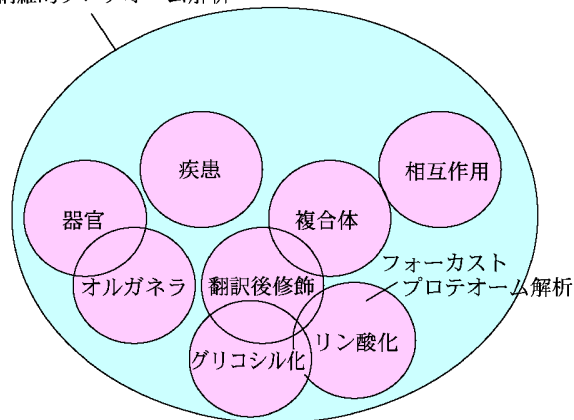 疾患
相互作用
器官
複合体
フォーカスト
プロテオーム解析
オルガネラ
翻訳後修飾
リン酸化
グリコシル化